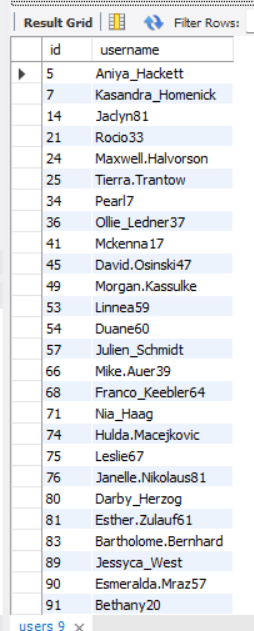 Result Grid Filter Rows:
id username
5 Aniya_Hackett
7 Kasandra_Homenick
14 Jaclyn81
21 Rocio33
24 Maxwell.Halvorson
25 Tierra.Trantow
34 Pearl7
36 Ollie_Ledner37
41 Mckenna17
45 David.Osinski47
49 Morgan.Kassulke
53 Linnea59
54 Duane60
57 Julien_Schmidt
66 Mike.Auer39
68 Franco_Keebler64
71 Nia_Haag
74 Hulda.Macejkovic
75 Leslie67
76 Janelle.Nikolaus81
80 Darby_Herzog
81 Esther.Zulauf61
83 Bartholome.Bernhard
89 Jessyca_West
90 Esmeralda.Mraz57
91 Bethany20
users 9